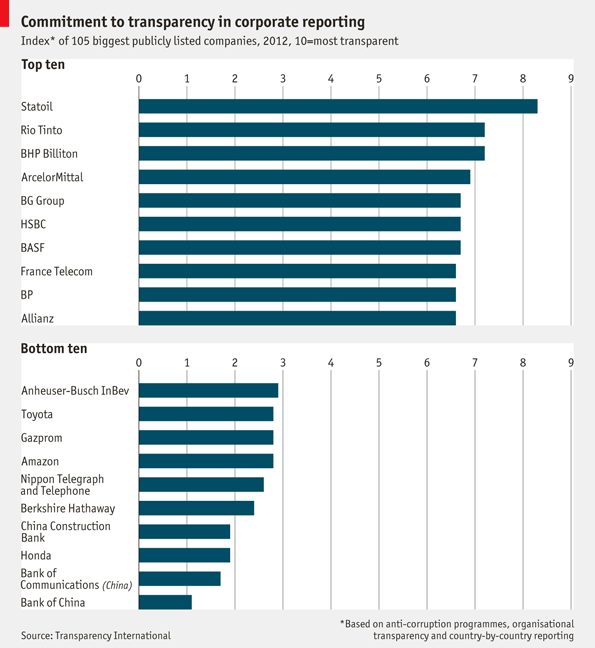 Commitment to transparency in corporate reporting
Index* of 105 biggest publicly listed companies, 2012, 10=most transparent
Top ten
0 1 2 3 4 5 6 7 8 9
Statoil
Rio Tinto
BHP Billiton
ArcelorMittal
BG Group
HSBC
BASF
France Telecom
BP
Allianz
Bottom ten
0 1 2 3 4 5 6 7 8 9
Anheuser-Busch InBev
Toyota
Gazprom
Amazon
Nippon Telegraph
and Telephone
Berkshire Hathaway
China Construction
Bank
Honda
Bank of
Communications (China)
Bank of China
*Based on anti-corruption programmes, organisational
transparency and country-by-country reporting
Source: Transparency International